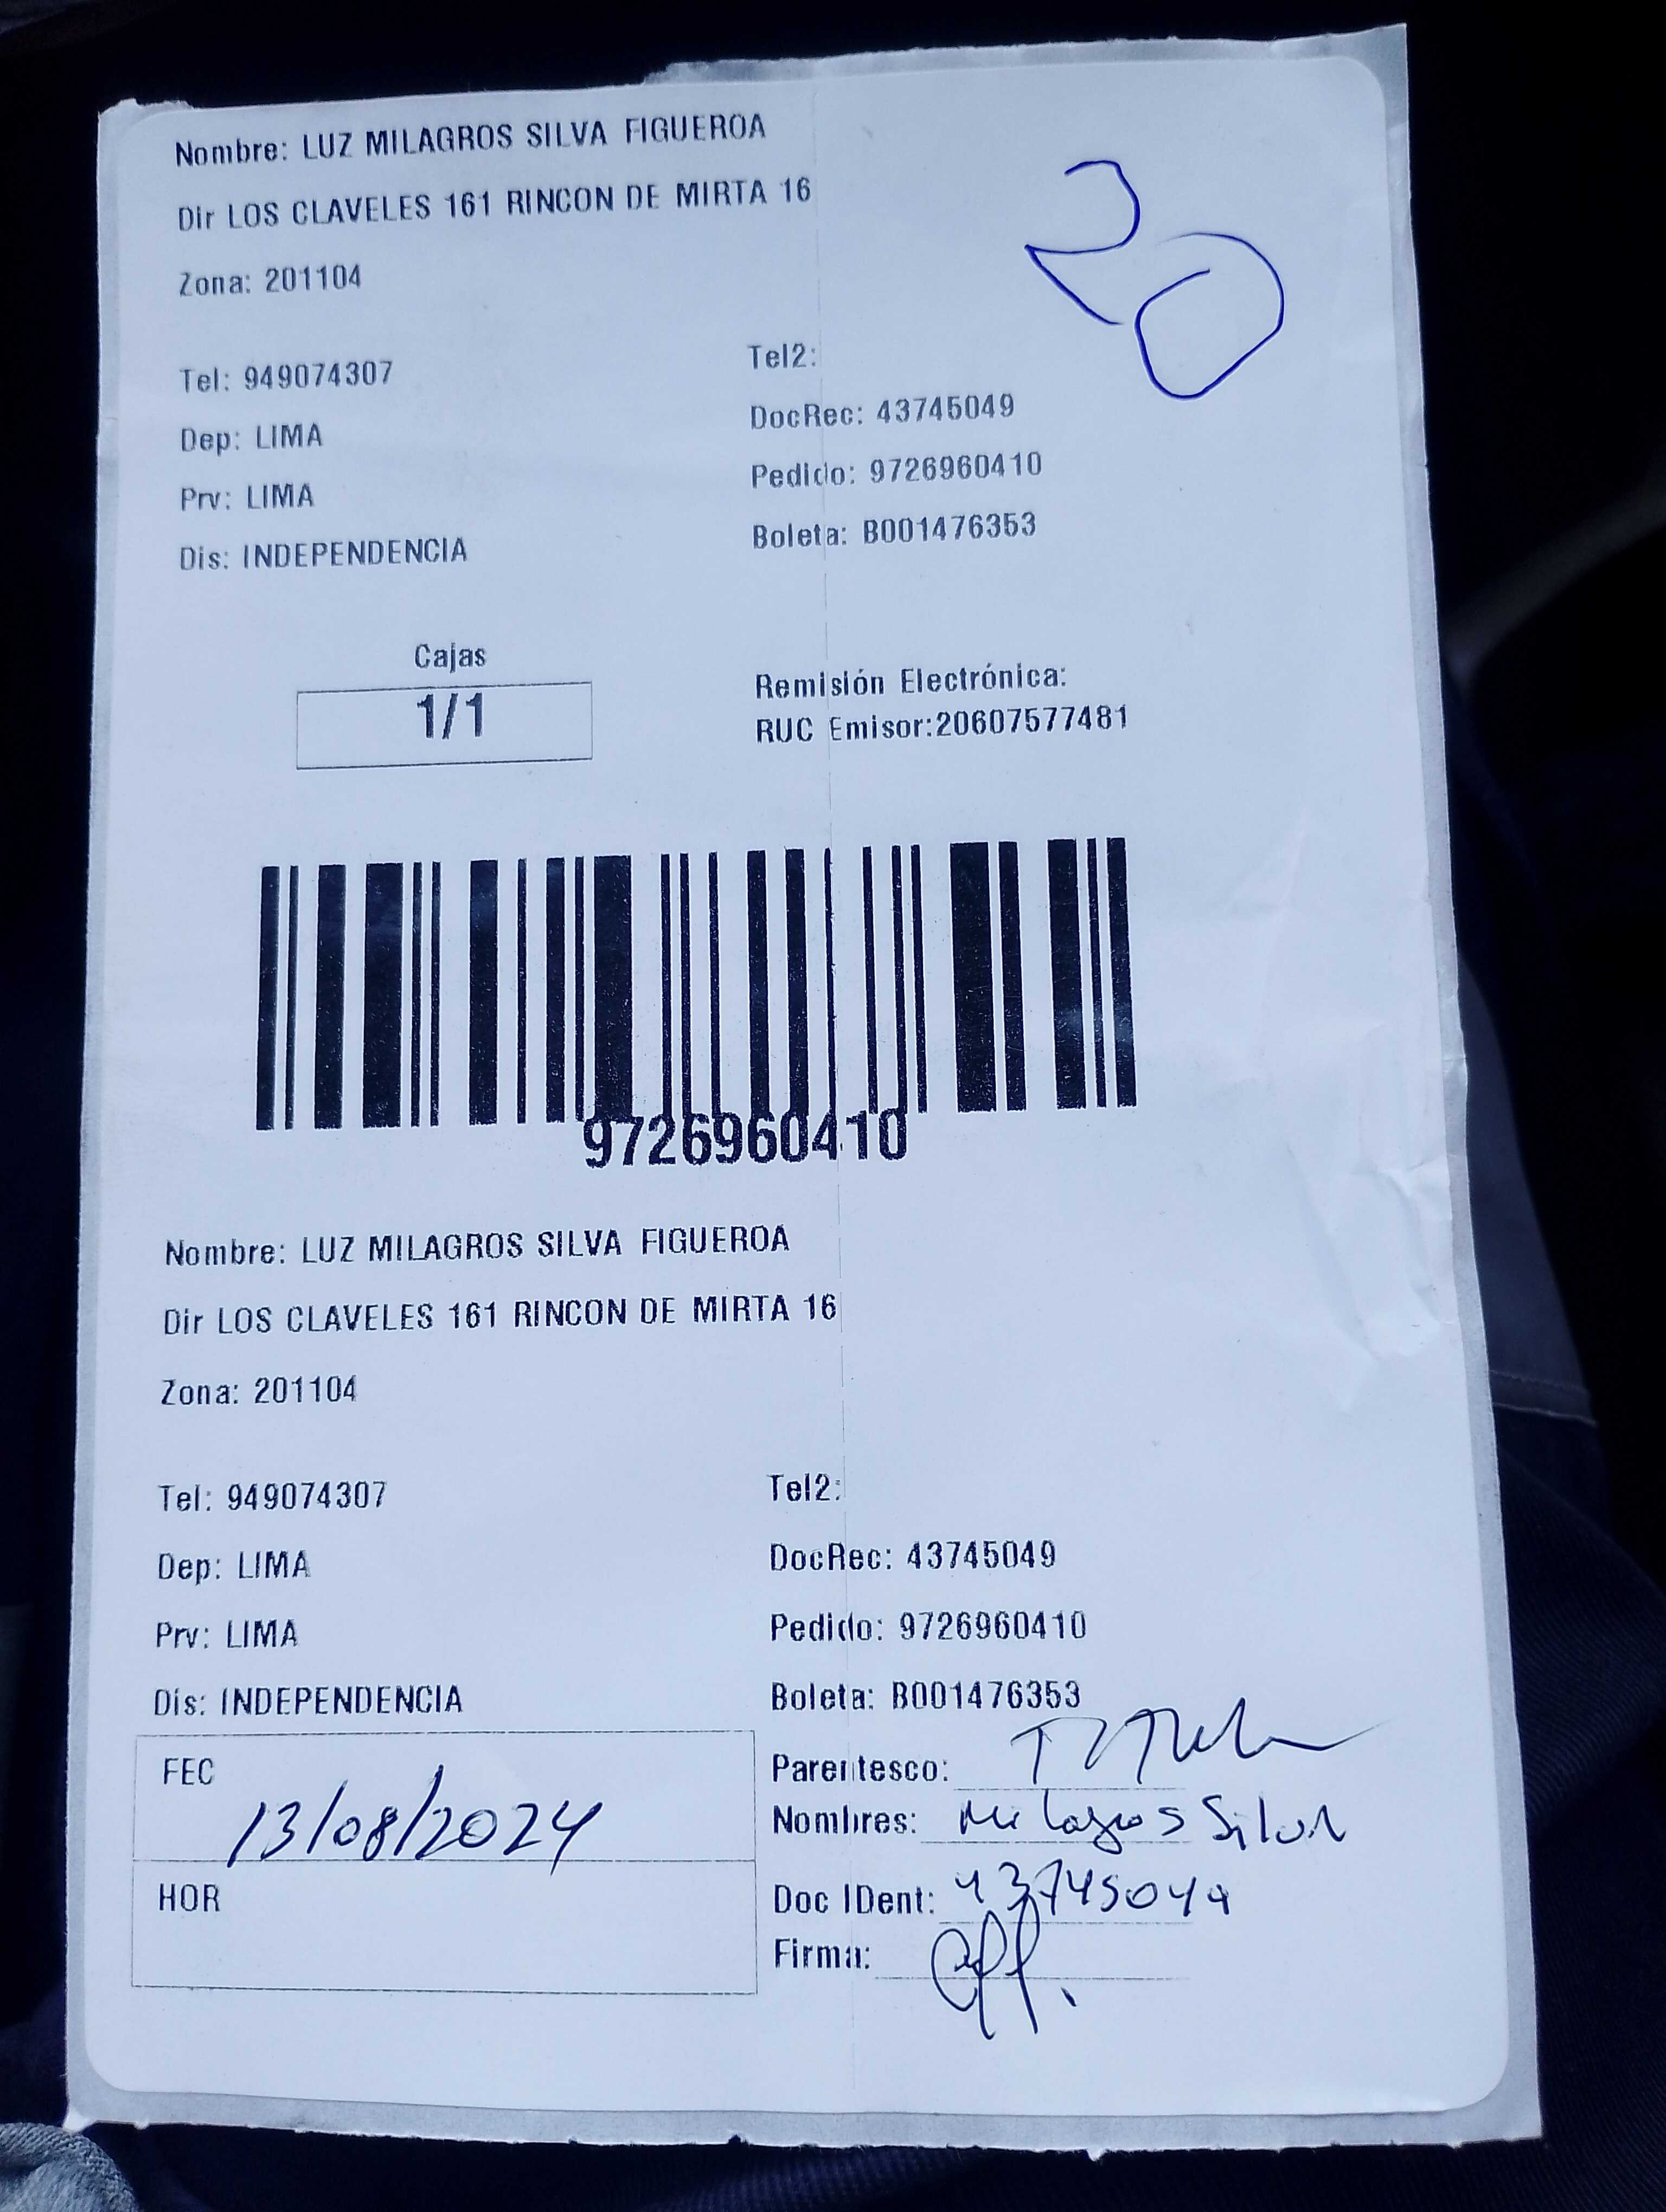 Nombre: LUZ MILAGROS SILVA FIGUEROA
Dir LOS CLAVELES 161 RINCON DE MIRTA 16
Zona: 201104
Tel: 949074307
Tel2:
Dep: LIMA
DocRec: 43745049
Prv: LIMA
Pedido: 9726960410
Dis: INDEPENDENCIA
Boleta: B001476353
Cajas
1/1
Remisión Electrónica:
RUC Emisor:20607577481
9726960410
Nombre: LUZ MILAGROS SILVA FIGUEROA
Dir LOS CLAVELES 161 RINCON DE MIRTA 16
Zona: 201104
Tel: 949074307
Tel2:
Dep: LIMA
DocRec: 43745049
Prv: LIMA
Pedido: 9726960410
Dis: INDEPENDENCIA
Boleta: B001476353
FEC
13/08/2024
HOR
Parentesco:
Nombres: Milagros Silva
Doc IDent: 43745049
Firma: